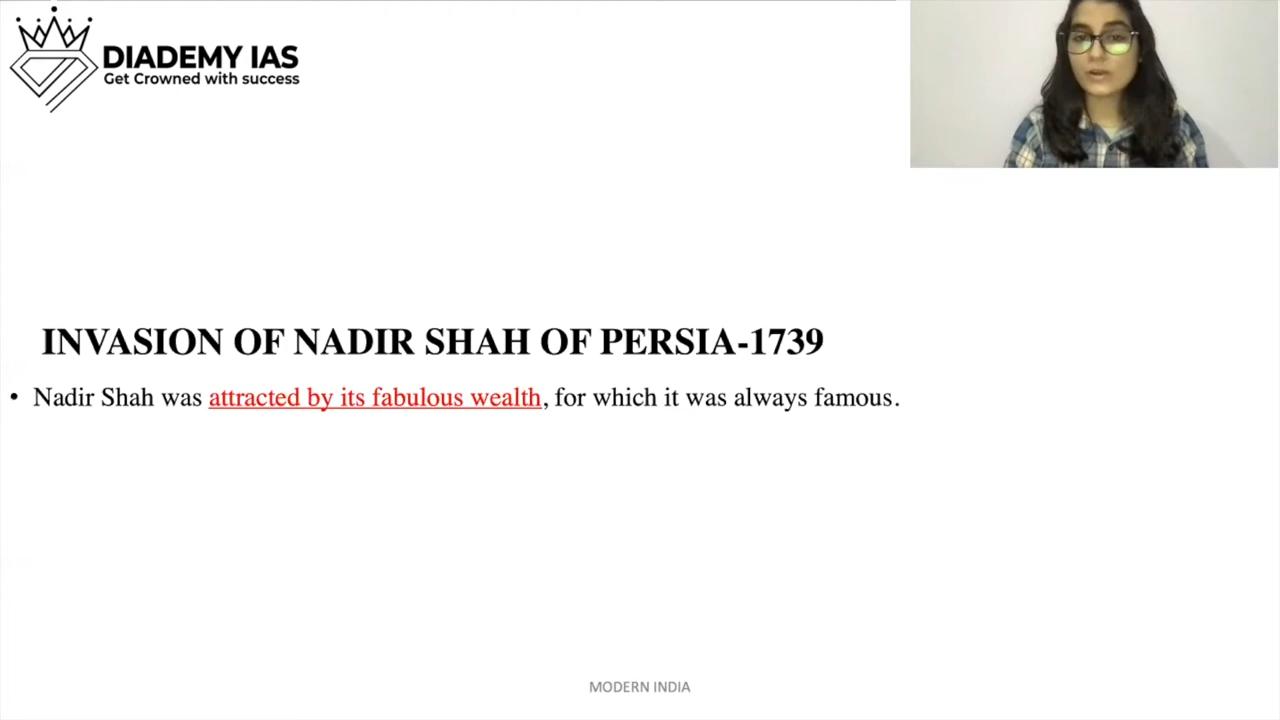 DIADEMY IAS
Get Crowned with success
INVASION OF NADIR SHAH OF PERSIA-1739
• Nadir Shah was attracted by its fabulous wealth, for which it was always famous.
MODERN INDIA